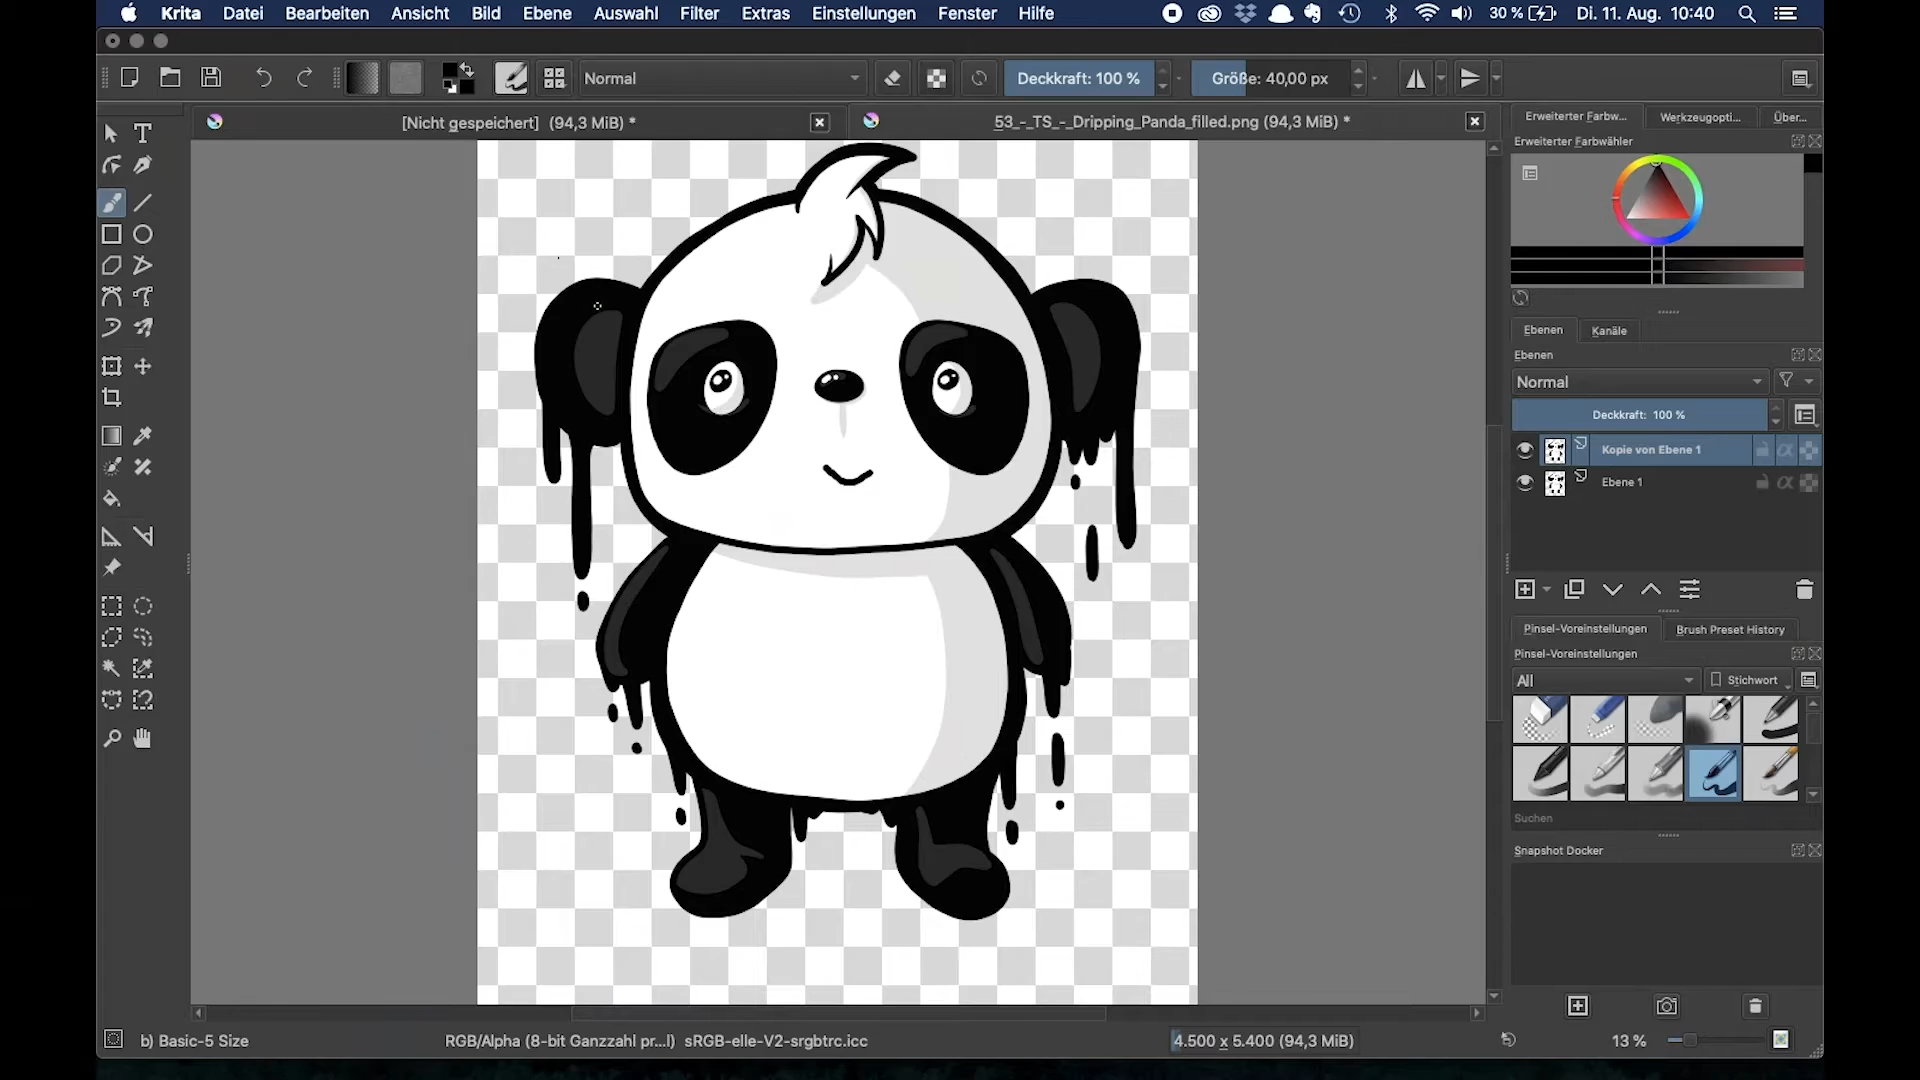 Krita Datei Bearbeiten Ansicht Bild Ebene Auswahl Filter Extras Einstellungen Fenster Hilfe 30 % Di. 11. Aug. 10:40
Normal Deckkraft: 100 % Größe: 40,00 px
[Nicht gespeichert] (94,3 MiB) * 53_-_TS_-_Dripping_Panda_filled.png (94,3 MiB) * Erweiterter Farbw... Werkzeugopti... Über...
Erweiterter Farbwähler
Ebenen Kanäle
Ebenen
Normal
Deckkraft: 100 %
Kopie von Ebene 1
Ebene 1
Pinsel-Voreinstellungen Brush Preset History
Pinsel-Voreinstellungen
All Stichwort
Suchen
Snapshot Docker
b) Basic-5 Size RGB/Alpha (8-bit Ganzzahl pr...l) sRGB-elle-V2-srgbtrc.icc 4.500 x 5.400 (94,3 MiB) 13 %